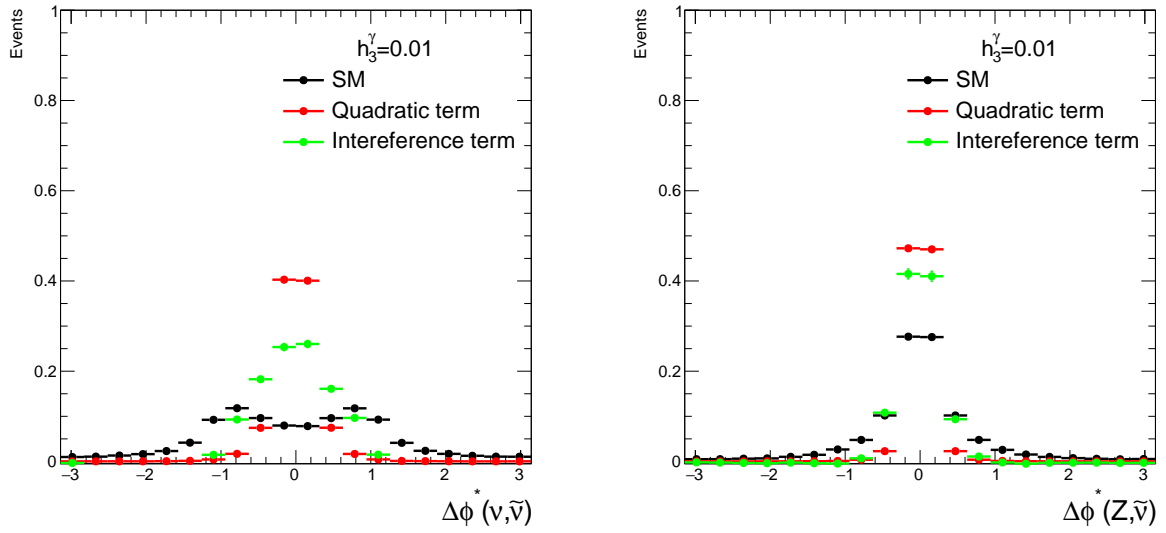 Events
1
0.8
0.6
0.4
0.2
0
h₃^γ=0.01
SM
Quadratic term
Intereference term
−3 −2 −1 0 1 2 3
Δϕ*(ν,ν̃)
Events
1
0.8
0.6
0.4
0.2
0
h₃^γ=0.01
SM
Quadratic term
Intereference term
−3 −2 −1 0 1 2 3
Δϕ*(Z,ν̃)